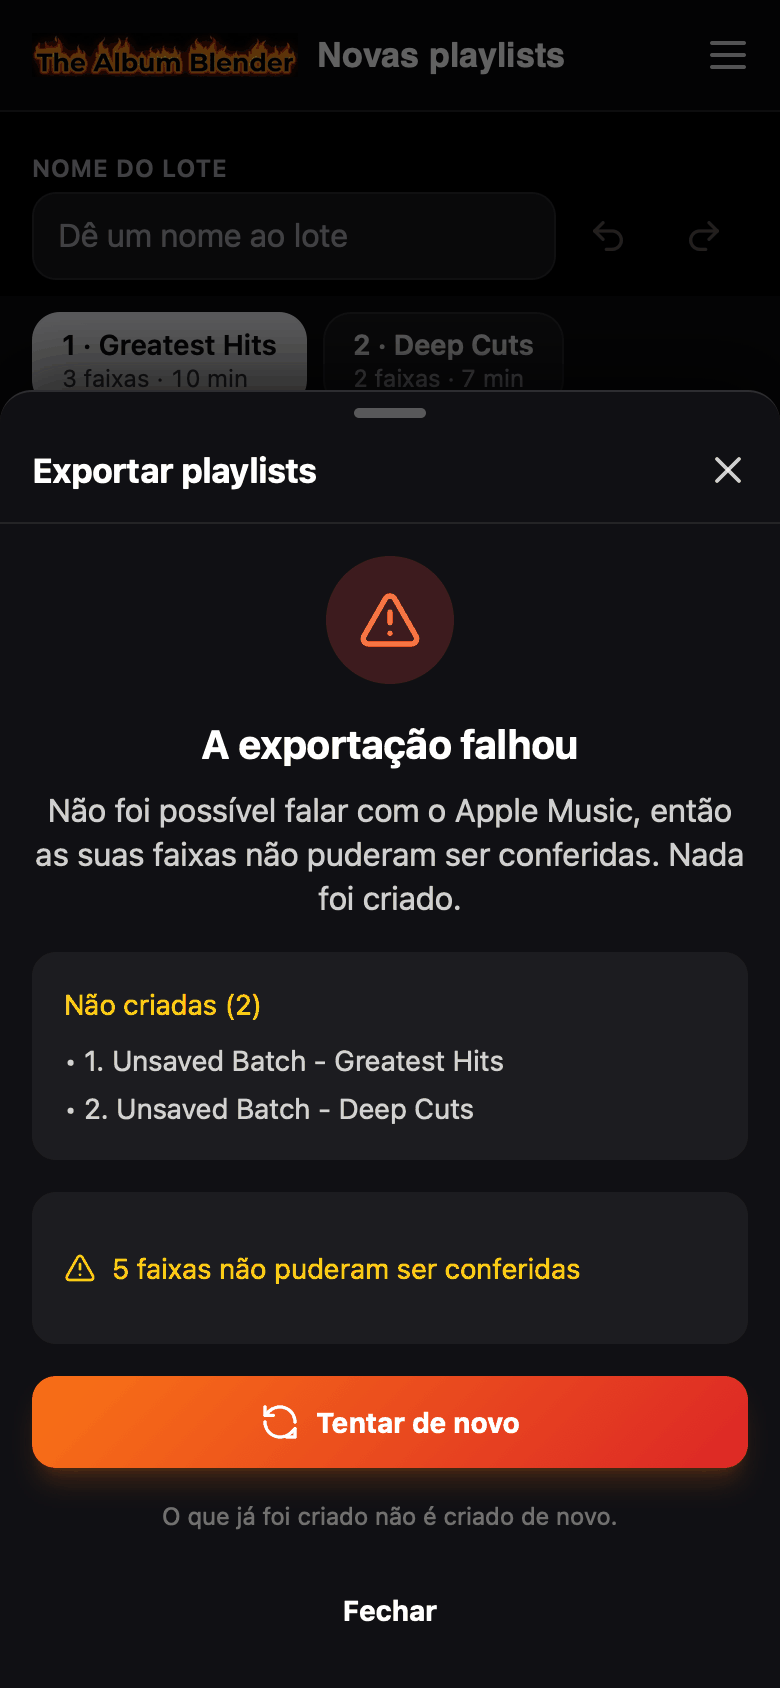 The Album Blender Novas playlists
NOME DO LOTE
Dê um nome ao lote
1 · Greatest Hits
3 faixas · 10 min
2 · Deep Cuts
2 faixas · 7 min
Exportar playlists
A exportação falhou
Não foi possível falar com o Apple Music, então
as suas faixas não puderam ser conferidas. Nada
foi criado.
Não criadas (2)
• 1. Unsaved Batch - Greatest Hits
• 2. Unsaved Batch - Deep Cuts
5 faixas não puderam ser conferidas
Tentar de novo
O que já foi criado não é criado de novo.
Fechar